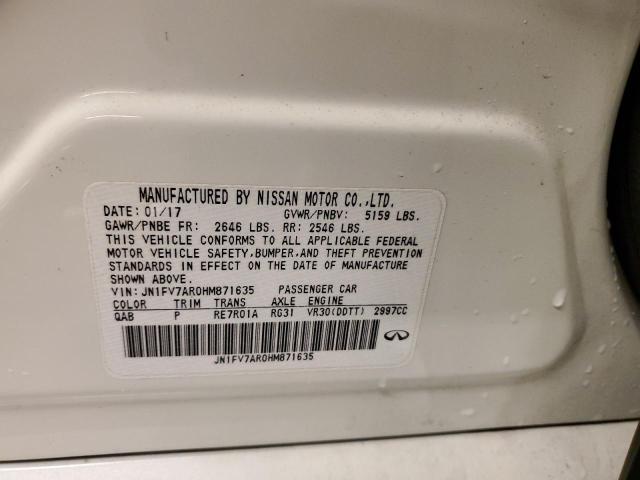 MANUFACTURED BY NISSAN MOTOR CO.,LTD.
DATE: 01/17 GVWR/PNBV: 5159 LBS.
GAWR/PNBE FR: 2646 LBS. RR: 2546 LBS.
THIS VEHICLE CONFORMS TO ALL APPLICABLE FEDERAL
MOTOR VEHICLE SAFETY,BUMPER,AND THEFT PREVENTION
STANDARDS IN EFFECT ON THE DATE OF MANUFACTURE
SHOWN ABOVE.
VIN: JN1FV7AR0HM871635 PASSENGER CAR
COLOR TRIM TRANS AXLE ENGINE
QAB P RE7R01A RG31 VR30(DDTT) 2997CC
JN1FV7AR0HM871635